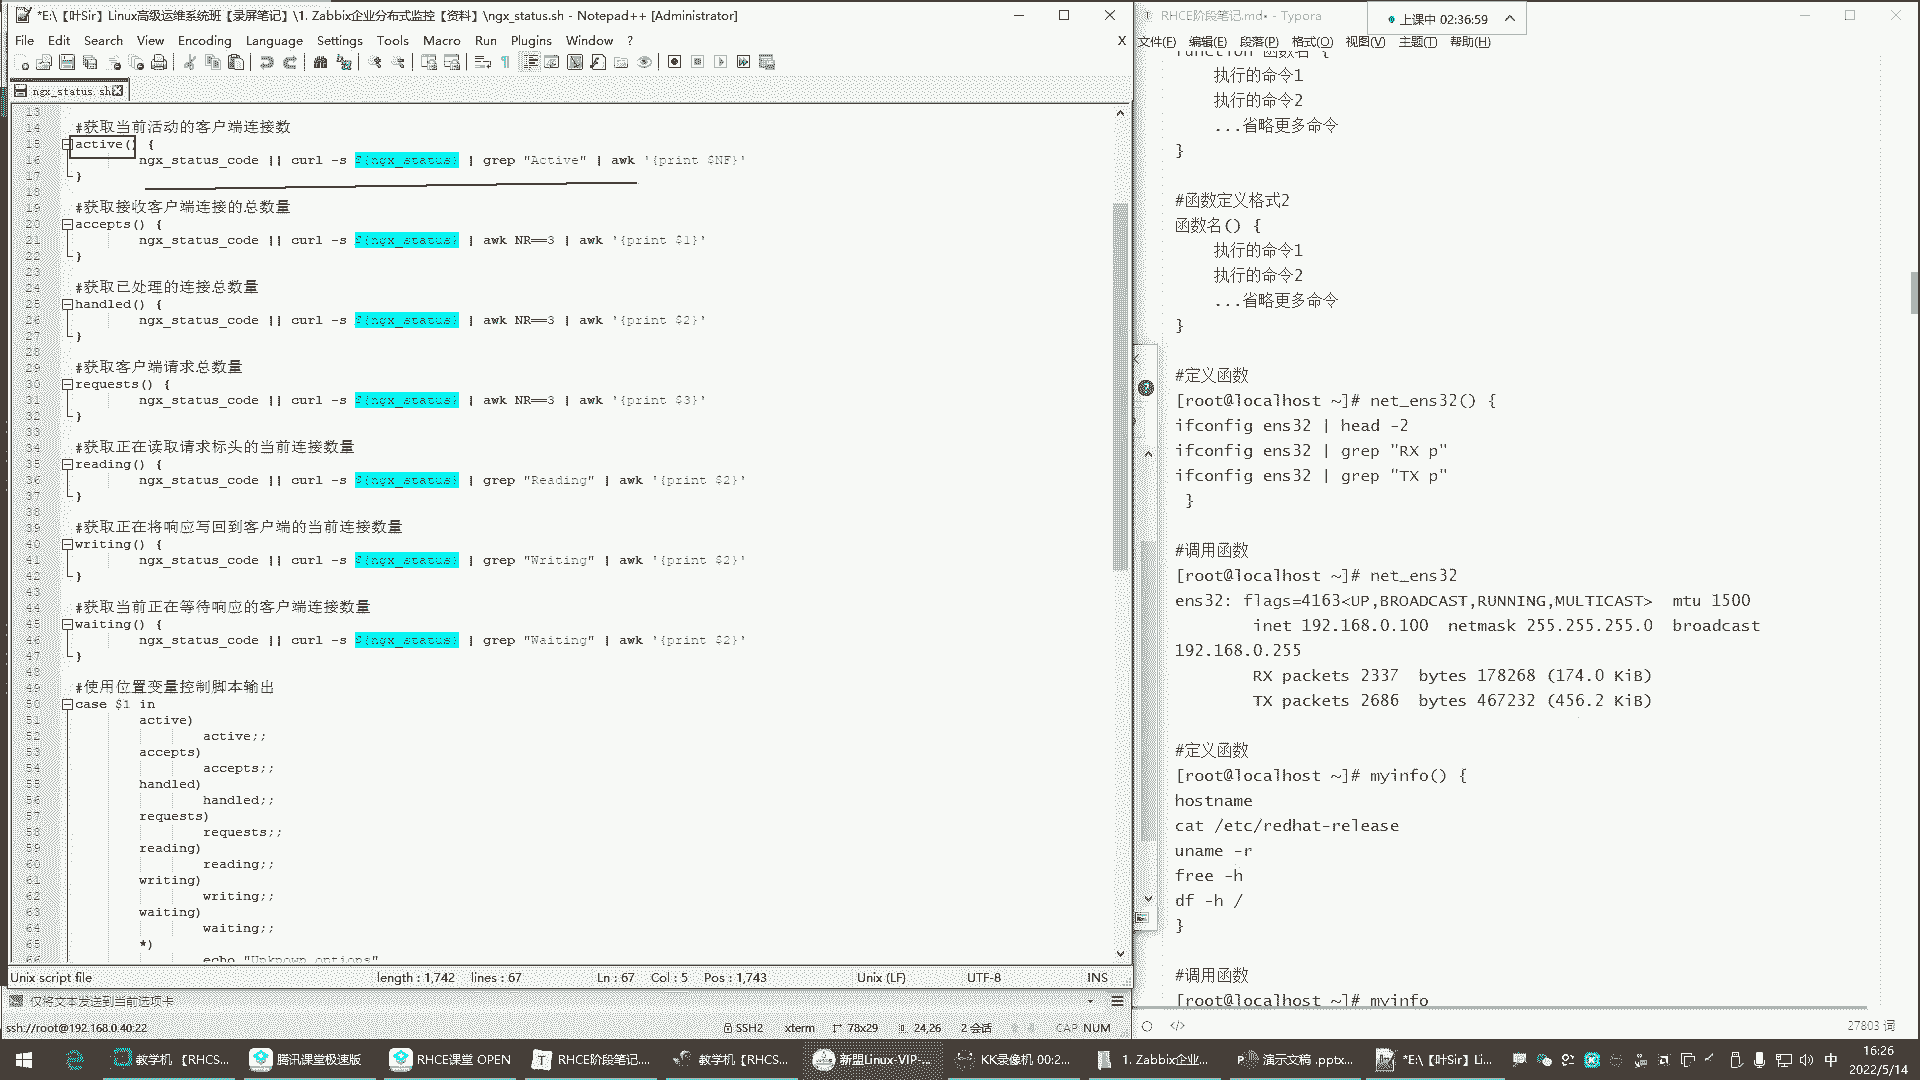 *E:\【叶Sir】Linux高级运维系统班【录屏笔记】\1. Zabbix企业分布式监控【资料】\ngx_status.sh - Notepad++ [Administrator]
File Edit Search View Encoding Language Settings Tools Macro Run Plugins Window ? X
ngx_status.sh
13
14 #获取当前活动的客户端连接数
15 active() {
16 ngx_status_code || curl -s ${ngx_status} | grep "Active" | awk '{print $NF}'
17 }
18
19 #获取接收客户端连接的总数量
20 accepts() {
21 ngx_status_code || curl -s ${ngx_status} | awk NR==3 | awk '{print $1}'
22 }
23
24 #获取已处理的连接总数量
25 handled() {
26 ngx_status_code || curl -s ${ngx_status} | awk NR==3 | awk '{print $2}'
27 }
28
29 #获取客户端请求总数量
30 requests() {
31 ngx_status_code || curl -s ${ngx_status} | awk NR==3 | awk '{print $3}'
32 }
33
34 #获取正在读取请求标头的当前连接数量
35 reading() {
36 ngx_status_code || curl -s ${ngx_status} | grep "Reading" | awk '{print $2}'
37 }
38
39 #获取正在将响应写回到客户端的当前连接数量
40 writing() {
41 ngx_status_code || curl -s ${ngx_status} | grep "Writing" | awk '{print $2}'
42 }
43
44 #获取当前正在等待响应的客户端连接数量
45 waiting() {
46 ngx_status_code || curl -s ${ngx_status} | grep "Waiting" | awk '{print $2}'
47 }
48
49 #使用位置变量控制脚本输出
50 case $1 in
51 active)
52 active;;
53 accepts)
54 accepts;;
55 handled)
56 handled;;
57 requests)
58 requests;;
59 reading)
60 reading;;
61 writing)
62 writing;;
63 waiting)
64 waiting;;
65 *)
66 echo "Unknown options"
Unix script file length : 1,742 lines : 67 Ln : 67 Col : 5 Pos : 1,743 Unix (LF) UTF-8 INS
仅将文本发送到当前选项卡
ssh://root@192.168.0.40:22 SSH2 xterm 78x29 24,26 2 会话 CAP NUM
RHCE阶段笔记.md• - Typora
上课中 02:36:59
文件(F) 编辑(E) 段落(P) 格式(O) 视图(V) 主题(T) 帮助(H)
function 函数名 {
执行的命令1
执行的命令2
...省略更多命令
}
#函数定义格式2
函数名() {
执行的命令1
执行的命令2
...省略更多命令
}
#定义函数
[root@localhost ~]# net_ens32() {
ifconfig ens32 | head -2
ifconfig ens32 | grep "RX p"
ifconfig ens32 | grep "TX p"
}
#调用函数
[root@localhost ~]# net_ens32
ens32: flags=4163<UP,BROADCAST,RUNNING,MULTICAST> mtu 1500
inet 192.168.0.100 netmask 255.255.255.0 broadcast
192.168.0.255
RX packets 2337 bytes 178268 (174.0 KiB)
TX packets 2686 bytes 467232 (456.2 KiB)
#定义函数
[root@localhost ~]# myinfo() {
hostname
cat /etc/redhat-release
uname -r
free -h
df -h /
}
#调用函数
[root@localhost ~]# myinfo
27803 词
教学机 【RHCS... 腾讯课堂极速版 RHCE课堂 OPEN RHCE阶段笔记.... 教学机【RHCS... 新盟Linux-VIP-... KK录像机 00:2... 1. Zabbix企业... 演示文稿 .pptx... *E:\【叶Sir】Li... 中 16:26
2022/5/14